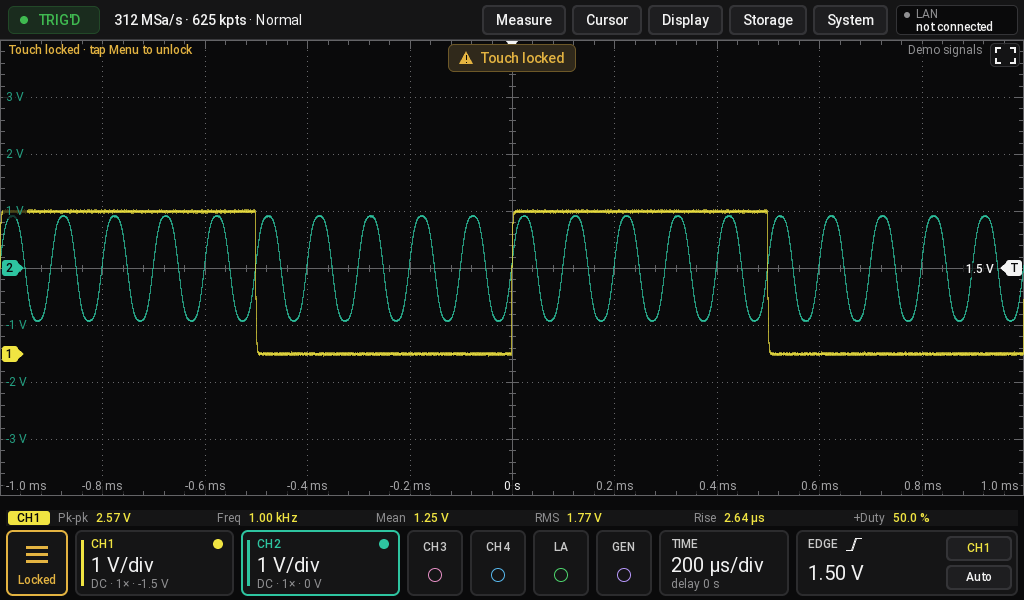 TRIG'D
312 MSa/s · 625 kpts · Normal
Measure
Cursor
Display
Storage
System
LAN
not connected
Touch locked · tap Menu to unlock
Touch locked
Demo signals
3 V
2 V
1 V
2
1.5 V
T
-1 V
1
-2 V
-3 V
-1.0 ms
-0.8 ms
-0.6 ms
-0.4 ms
-0.2 ms
0 s
0.2 ms
0.4 ms
0.6 ms
0.8 ms
1.0 ms
CH1 Pk-pk 2.57 V Freq 1.00 kHz Mean 1.25 V RMS 1.77 V Rise 2.64 µs +Duty 50.0 %
Locked
CH1
1 V/div
DC · 1× · -1.5 V
CH2
1 V/div
DC · 1× · 0 V
CH3
CH4
LA
GEN
TIME
200 µs/div
delay 0 s
EDGE
1.50 V
CH1
Auto